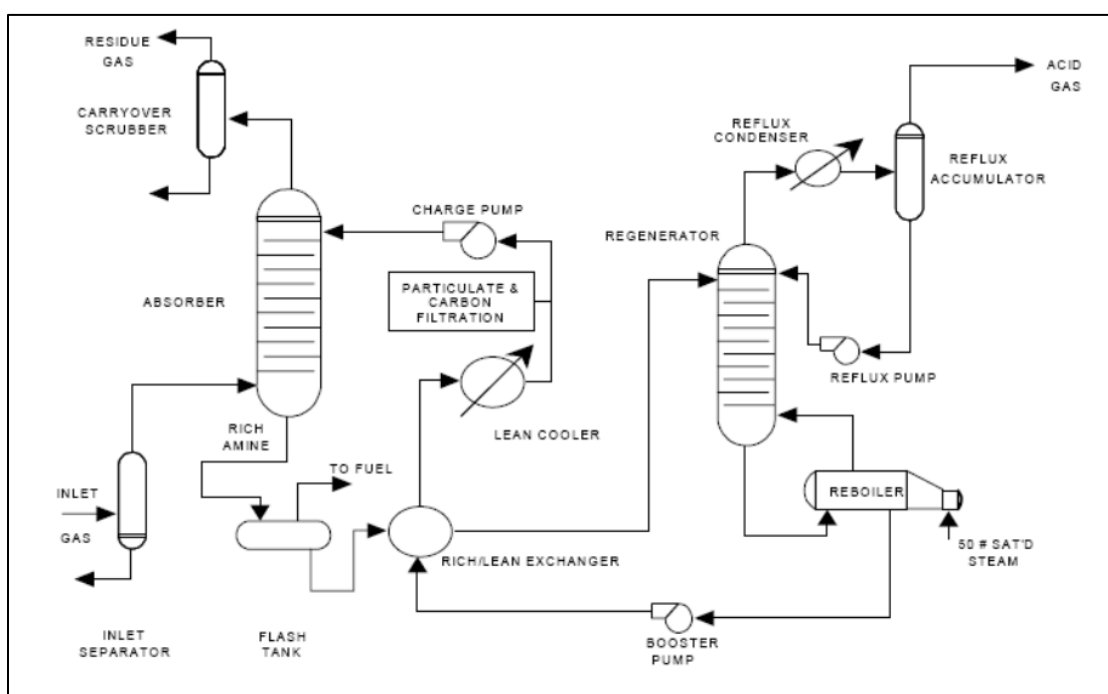 RESIDUE
GAS
CARRYOVER
SCRUBBER
ABSORBER
CHARGE PUMP
PARTICULATE &
CARBON
FILTRATION
LEAN COOLER
RICH
AMINE
INLET
GAS
INLET
SEPARATOR
TO FUEL
FLASH
TANK
RICH/LEAN EXCHANGER
BOOSTER
PUMP
REGENERATOR
REFLUX
CONDENSER
ACID
GAS
REFLUX
ACCUMULATOR
REFLUX PUMP
REBOILER
50 # SAT'D
STEAM